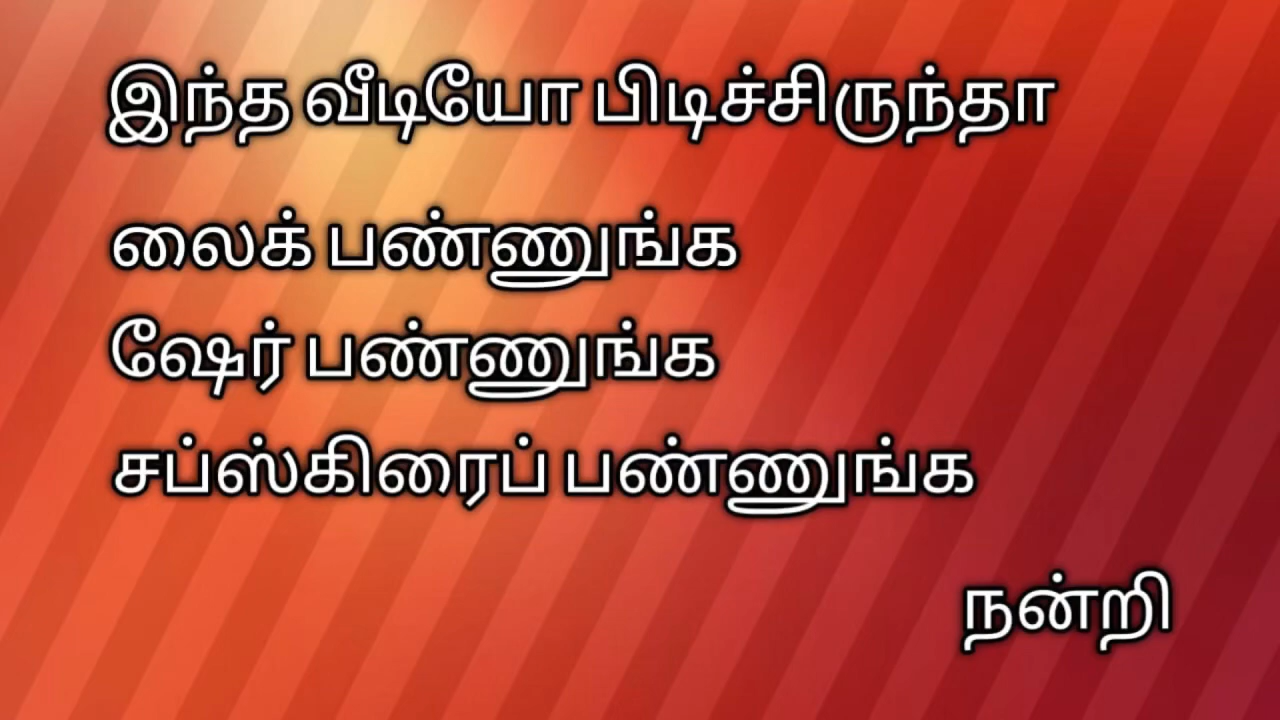 இந்த வீடியோ பிடிச்சிருந்தா
லைக் பண்ணுங்க
ஷேர் பண்ணுங்க
சப்ஸ்கிரைப் பண்ணுங்க
நன்றி